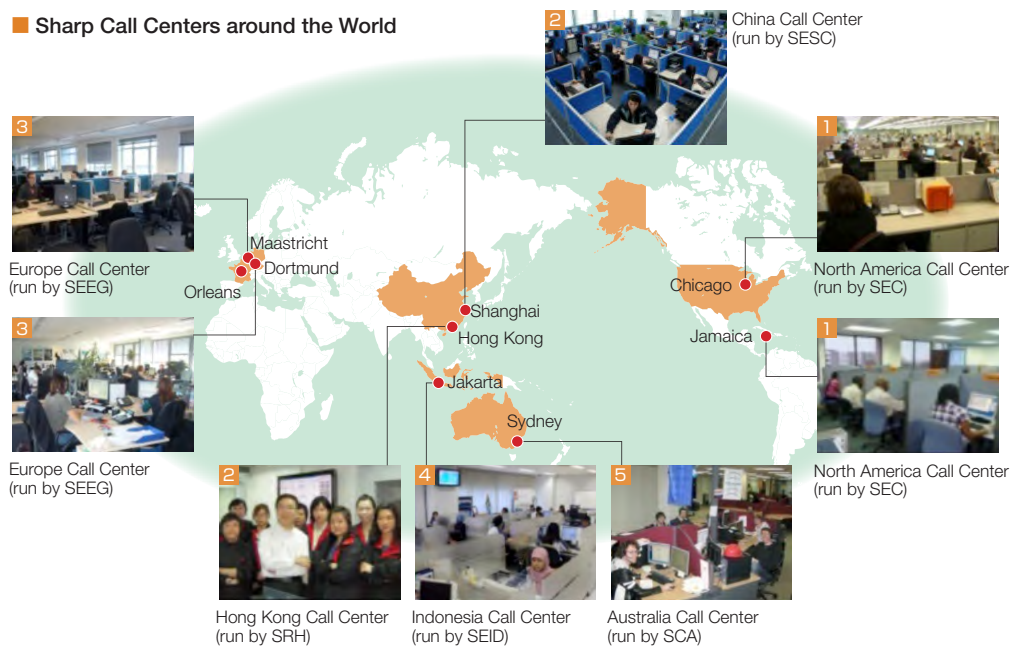 Sharp Call Centers around the World
2
China Call Center
(run by SESC)
3
Europe Call Center
(run by SEEG)
1
North America Call Center
(run by SEC)
Maastricht
Dortmund
Orleans
Shanghai
Hong Kong
Chicago
Jamaica
Jakarta
Sydney
3
Europe Call Center
(run by SEEG)
1
North America Call Center
(run by SEC)
2
Hong Kong Call Center
(run by SRH)
4
Indonesia Call Center
(run by SEID)
5
Australia Call Center
(run by SCA)